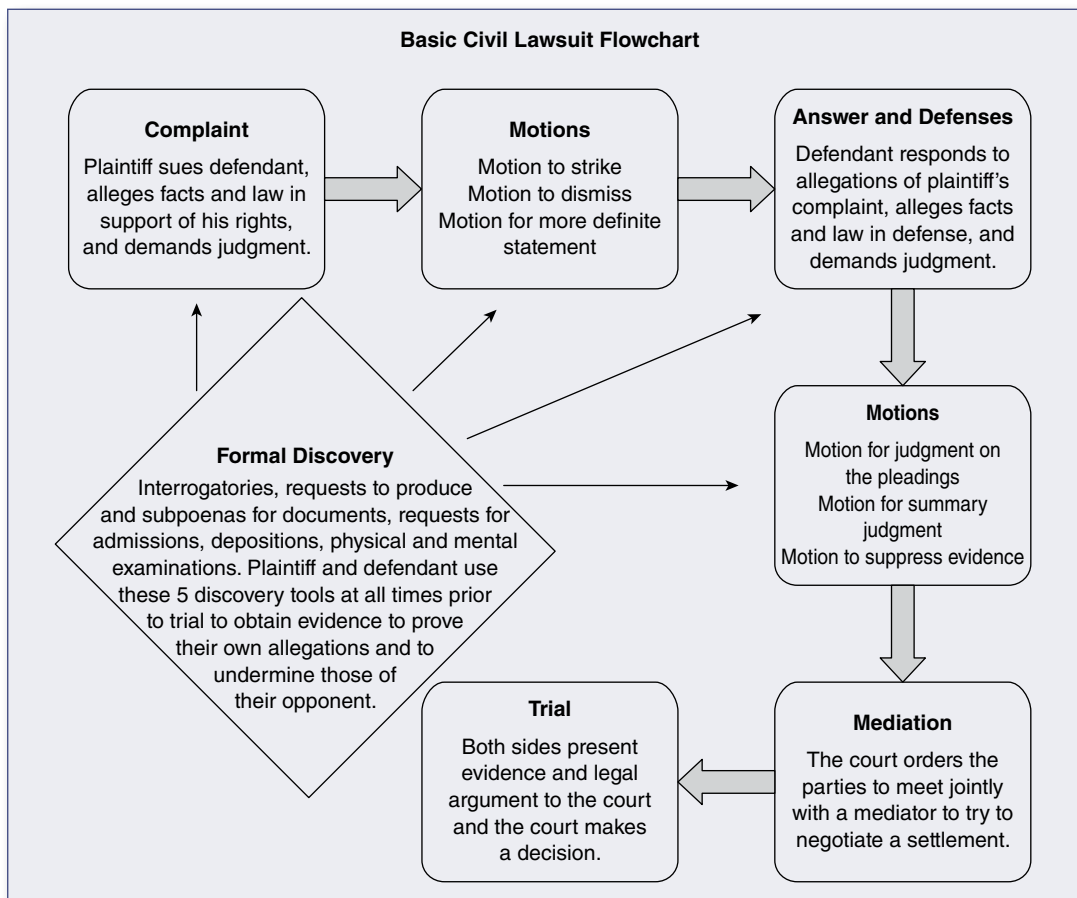 Basic Civil Lawsuit Flowchart
Complaint
Plaintiff sues defendant,
alleges facts and law in
support of his rights,
and demands judgment.
Motions
Motion to strike
Motion to dismiss
Motion for more definite
statement
Answer and Defenses
Defendant responds to
allegations of plaintiff's
complaint, alleges facts
and law in defense, and
demands judgment.
Formal Discovery
Interrogatories, requests to produce
and subpoenas for documents, requests for
admissions, depositions, physical and mental
examinations. Plaintiff and defendant use
these 5 discovery tools at all times prior
to trial to obtain evidence to prove
their own allegations and to
undermine those of
their opponent.
Motions
Motion for judgment on
the pleadings
Motion for summary
judgment
Motion to suppress evidence
Mediation
The court orders the
parties to meet jointly
with a mediator to try to
negotiate a settlement.
Trial
Both sides present
evidence and legal
argument to the court
and the court makes
a decision.